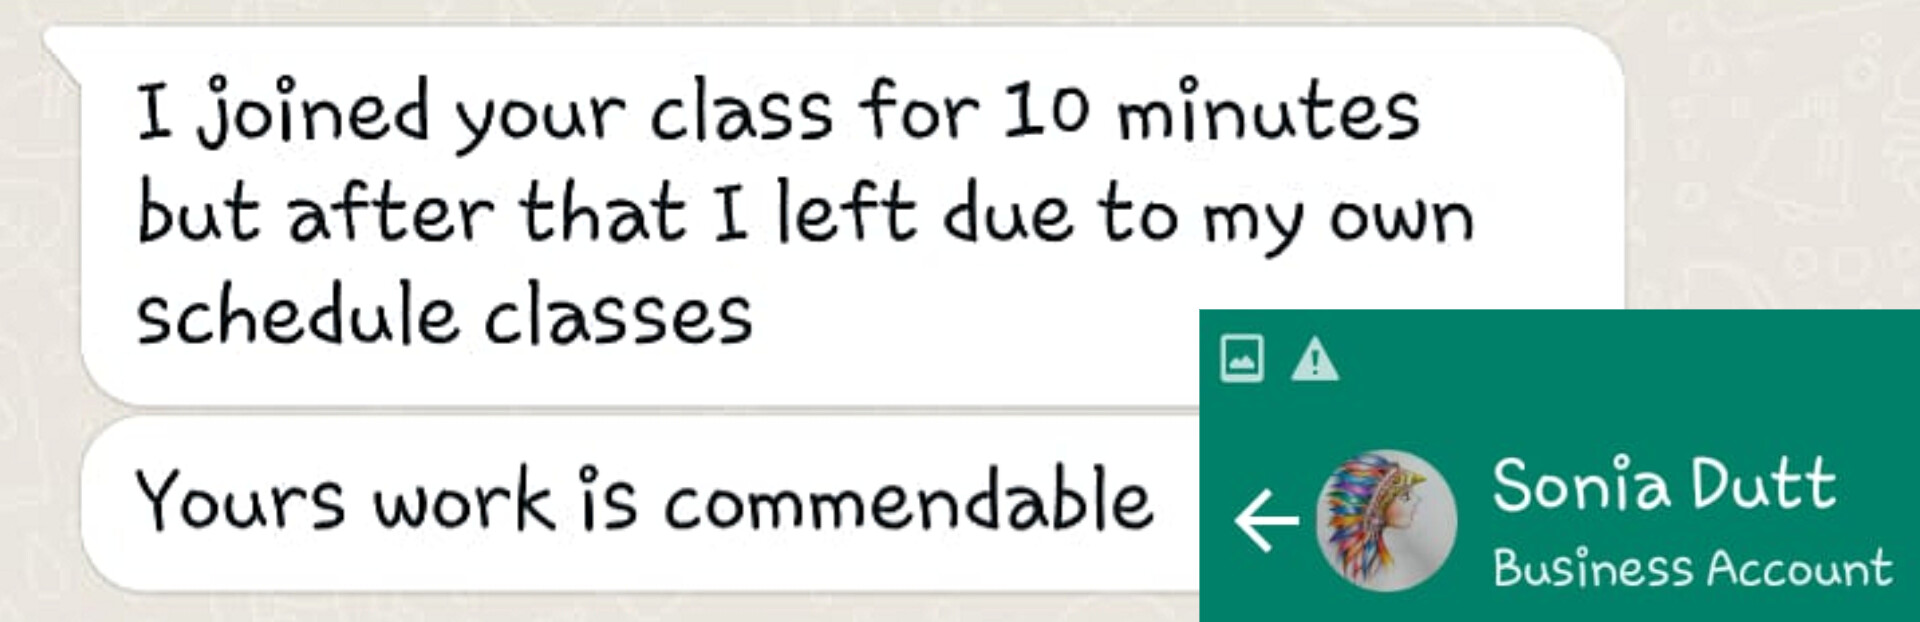 I joined your class for 10 minutes
but after that I left due to my own
schedule classes
Yours work is commendable
Sonia Dutt
Business Account